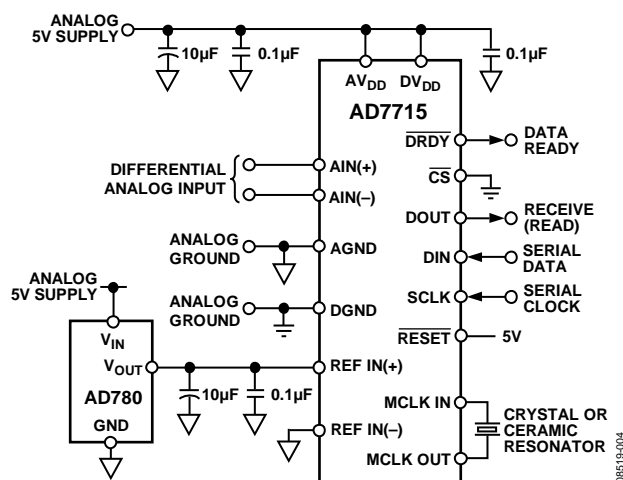 ANALOG
5V SUPPLY
10µF
0.1µF
0.1µF
AVDD
DVDD
AD7715
DRDY
DATA
READY
DIFFERENTIAL
ANALOG INPUT
AIN(+)
AIN(–)
CS
DOUT
RECEIVE
(READ)
ANALOG
GROUND
AGND
DIN
SERIAL
DATA
ANALOG
5V SUPPLY
ANALOG
GROUND
DGND
SCLK
SERIAL
CLOCK
RESET
5V
VIN
VOUT
AD780
GND
10µF
0.1µF
REF IN(+)
REF IN(–)
MCLK IN
MCLK OUT
CRYSTAL OR
CERAMIC
RESONATOR
08519-004